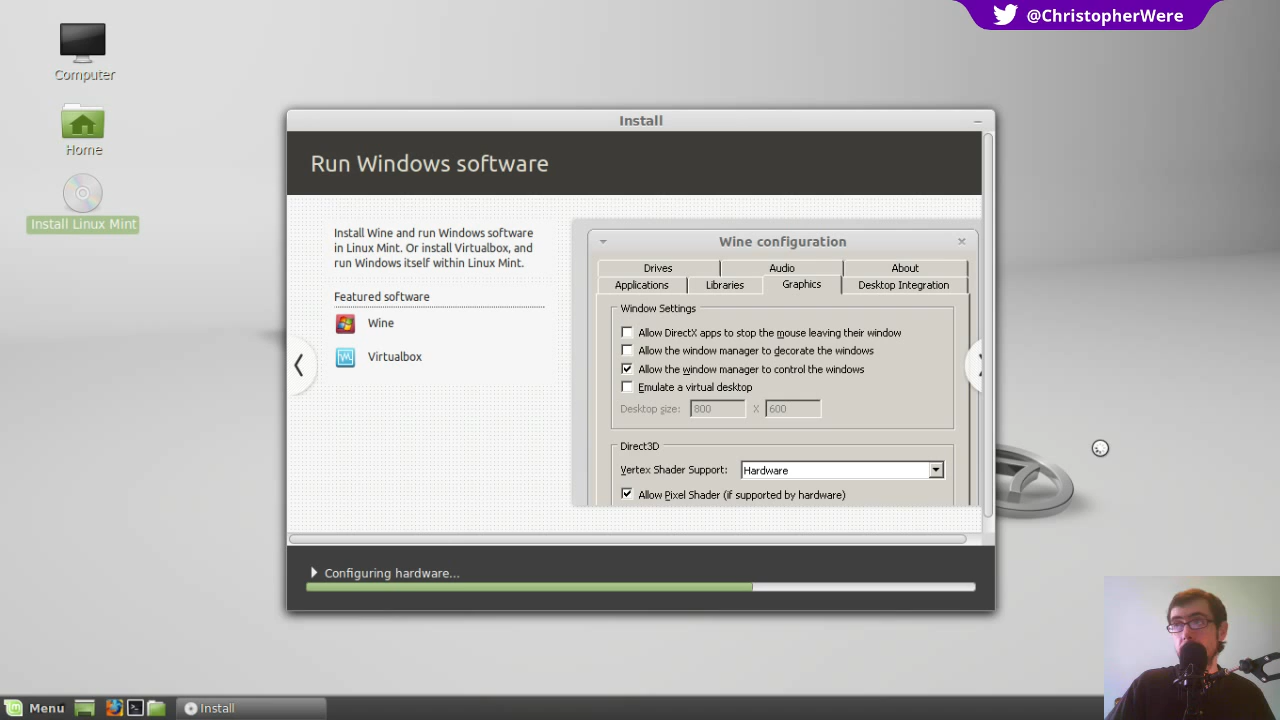 @ChristopherWere
Computer
Home
Install Linux Mint
Install
Run Windows software
Install Wine and run Windows software
in Linux Mint. Or install Virtualbox, and
run Windows itself within Linux Mint.
Featured software
Wine
Virtualbox
Wine configuration
Drives
Audio
About
Applications
Libraries
Graphics
Desktop Integration
Window Settings
Allow DirectX apps to stop the mouse leaving their window
Allow the window manager to decorate the windows
Allow the window manager to control the windows
Emulate a virtual desktop
Desktop size: 800 X 600
Direct3D
Vertex Shader Support: Hardware
Allow Pixel Shader (if supported by hardware)
7
Configuring hardware...
Menu
Install